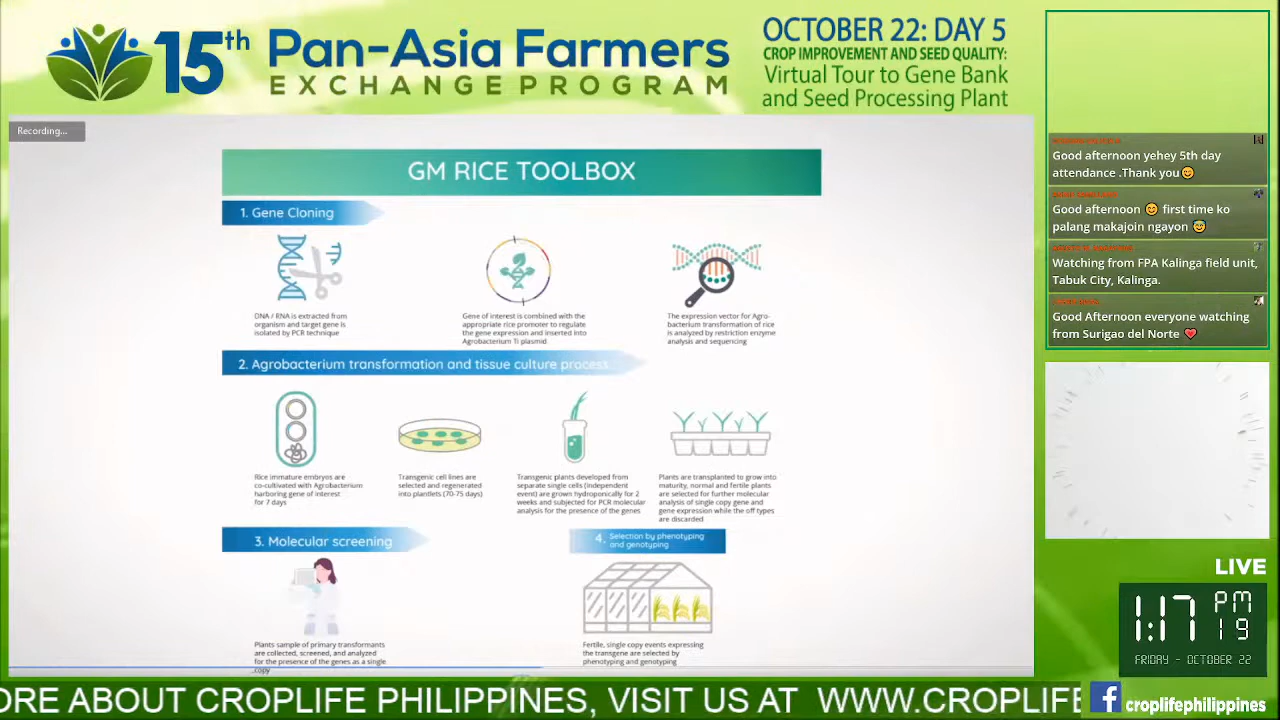 15th Pan-Asia Farmers
EXCHANGE PROGRAM
OCTOBER 22: DAY 5
CROP IMPROVEMENT AND SEED QUALITY:
Virtual Tour to Gene Bank
and Seed Processing Plant
Recording...
GM RICE TOOLBOX
1. Gene Cloning
DNA / RNA is extracted from
organism and target gene is
isolated by PCR technique
Gene of interest is combined with the
appropriate rice promoter to regulate
the gene expression and inserted into
Agrobacterium Ti plasmid
The expression vector for Agro-
bacterium transformation of rice
is analyzed by restriction enzyme
analysis and sequencing
2. Agrobacterium transformation and tissue culture process
Rice immature embryos are
co-cultivated with Agrobacterium
harboring gene of interest
for 7 days
Transgenic cell lines are
selected and regenerated
into plantlets (70-75 days)
Transgenic plants developed from
separate single cells (independent
event) are grown hydroponically for 2
weeks and subjected for PCR molecular
analysis for the presence of the genes
Plants are transplanted to grow into
maturity, normal and fertile plants
are selected for further molecular
analysis of single copy gene and
gene expression while the off types
are discarded
3. Molecular screening
Plants sample of primary transformants
are collected, screened, and analyzed
for the presence of the genes as a single
copy
4. Selection by phenotyping
and genotyping
Fertile, single copy events expressing
the transgene are selected by
phenotyping and genotyping
Good afternoon yehey 5th day
attendance .Thank you😊
Good afternoon 😊 first time ko
palang makajoin ngayon 😇
Watching from FPA Kalinga field unit,
Tabuk City, Kalinga.
Good Afternoon everyone watching
from Surigao del Norte ❤
LIVE
1:17 PM
19
FRIDAY - OCTOBER 22
ORE ABOUT CROPLIFE PHILIPPINES, VISIT US AT WWW.CROPLIFE
croplifephilippines